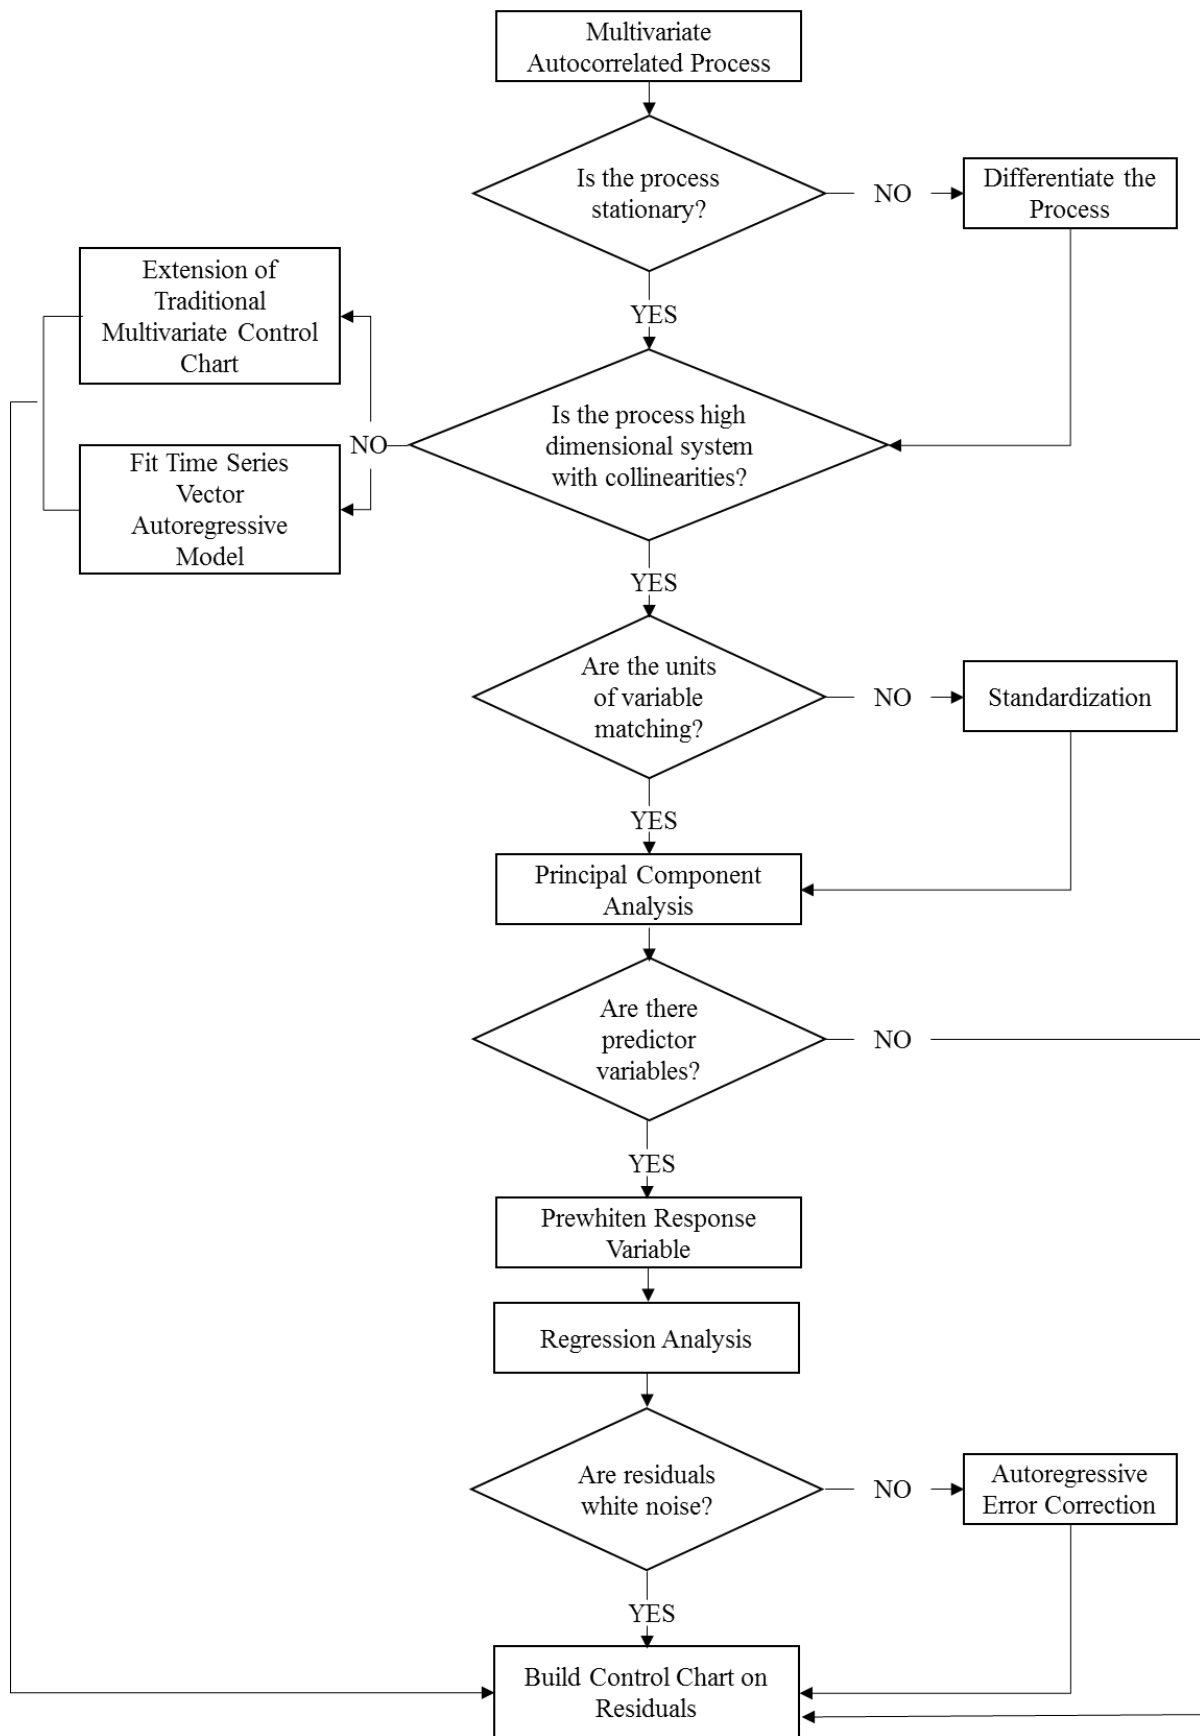 Multivariate
Autocorrelated Process
Is the process
stationary?
NO
Differentiate the
Process
YES
Extension of
Traditional
Multivariate Control
Chart
Is the process high
dimensional system
with collinearities?
NO
Fit Time Series
Vector
Autoregressive
Model
YES
Are the units
of variable
matching?
NO
Standardization
YES
Principal Component
Analysis
Are there
predictor
variables?
NO
YES
Prewhiten Response
Variable
Regression Analysis
Are residuals
white noise?
NO
Autoregressive
Error Correction
YES
Build Control Chart on
Residuals